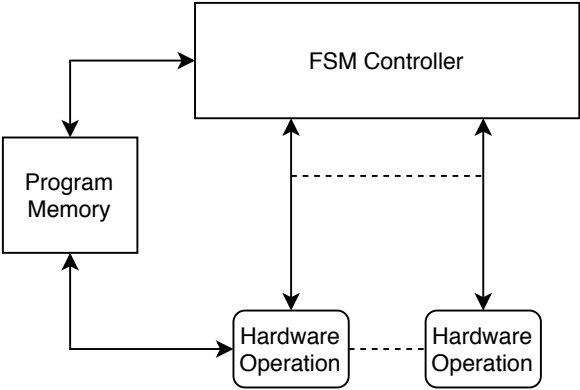 FSM Controller
Program
Memory
Hardware
Operation
Hardware
Operation